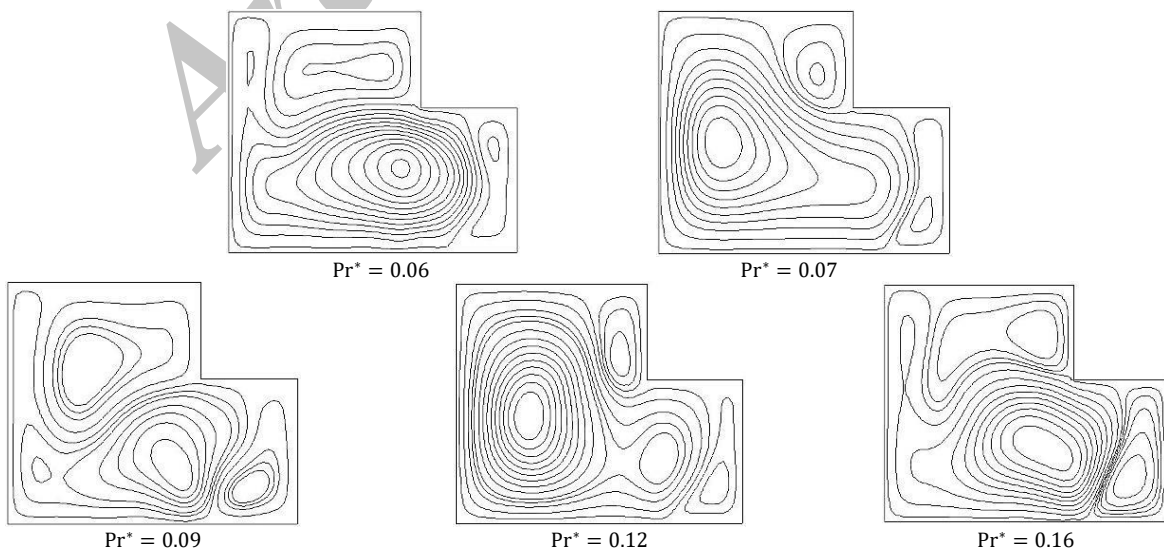 Pr* = 0.06
Pr* = 0.07
Pr* = 0.09
Pr* = 0.12
Pr* = 0.16